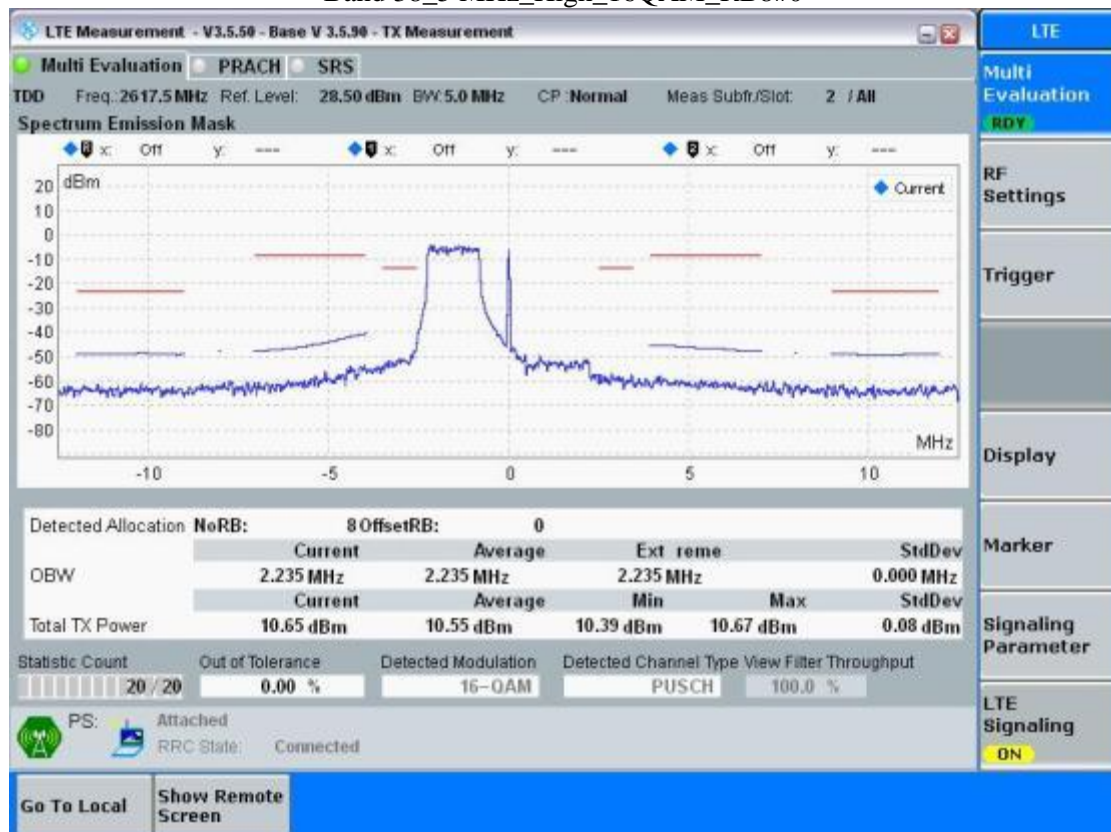 LTE Measurement - V3.5.50 - Base V 3.5.90 - TX Measurement
LTE
Multi Evaluation PRACH SRS
Multi Evaluation
RDY
TDD Freq.: 2617.5 MHz Ref. Level: 28.50 dBm BW: 5.0 MHz CP : Normal Meas Subfr./Slot: 2 / All
Spectrum Emission Mask
x: Off y: --- x: Off y: --- x: Off y: ---
dBm
Current
20
10
0
-10
-20
-30
-40
-50
-60
-70
-80
MHz
-10 -5 0 5 10
RF
Settings
Trigger
Display
Marker
Signaling
Parameter
LTE
Signaling
ON
Detected Allocation NoRB: 8 OffsetRB: 0
Current Average Ext reme StdDev
OBW 2.235 MHz 2.235 MHz 2.235 MHz 0.000 MHz
Current Average Min Max StdDev
Total TX Power 10.65 dBm 10.55 dBm 10.39 dBm 10.67 dBm 0.08 dBm
Statistic Count Out of Tolerance Detected Modulation Detected Channel Type View Filter Throughput
20 / 20 0.00 % 16-QAM PUSCH 100.0 %
PS: Attached
RRC State: Connected
Go To Local
Show Remote
Screen